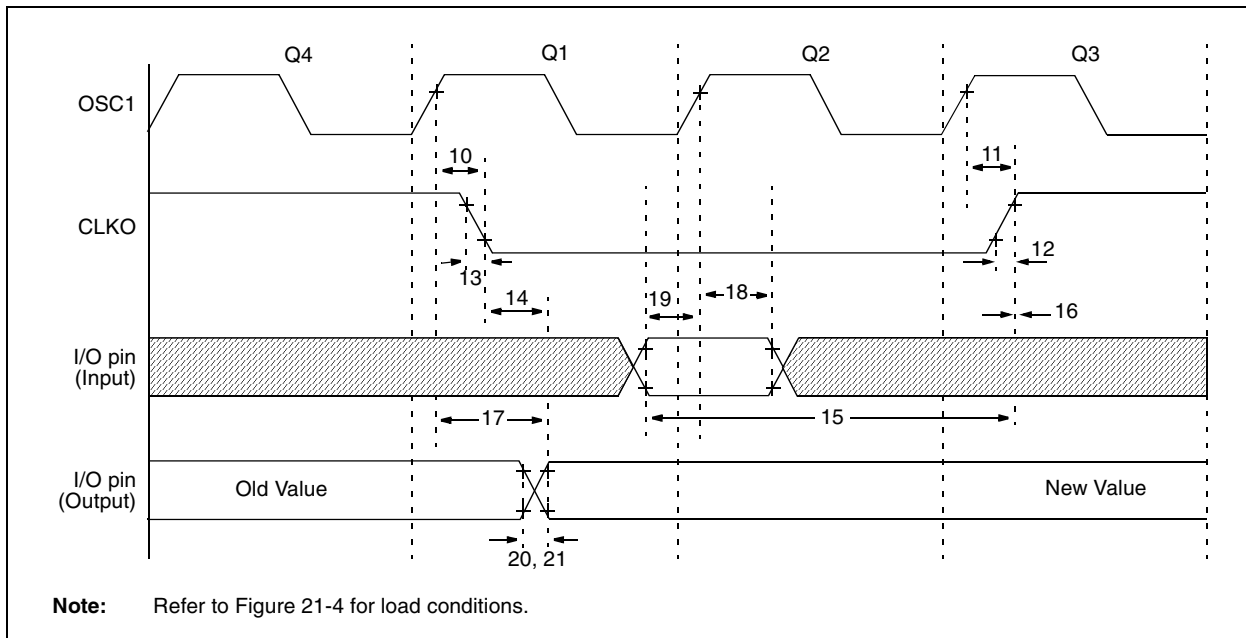 Q4 Q1 Q2 Q3
OSC1
10 11
CLKO
13 12
14 19 18 16
I/O pin
(Input)
17 15
I/O pin
(Output)
Old Value New Value
20, 21
Note: Refer to Figure 21-4 for load conditions.